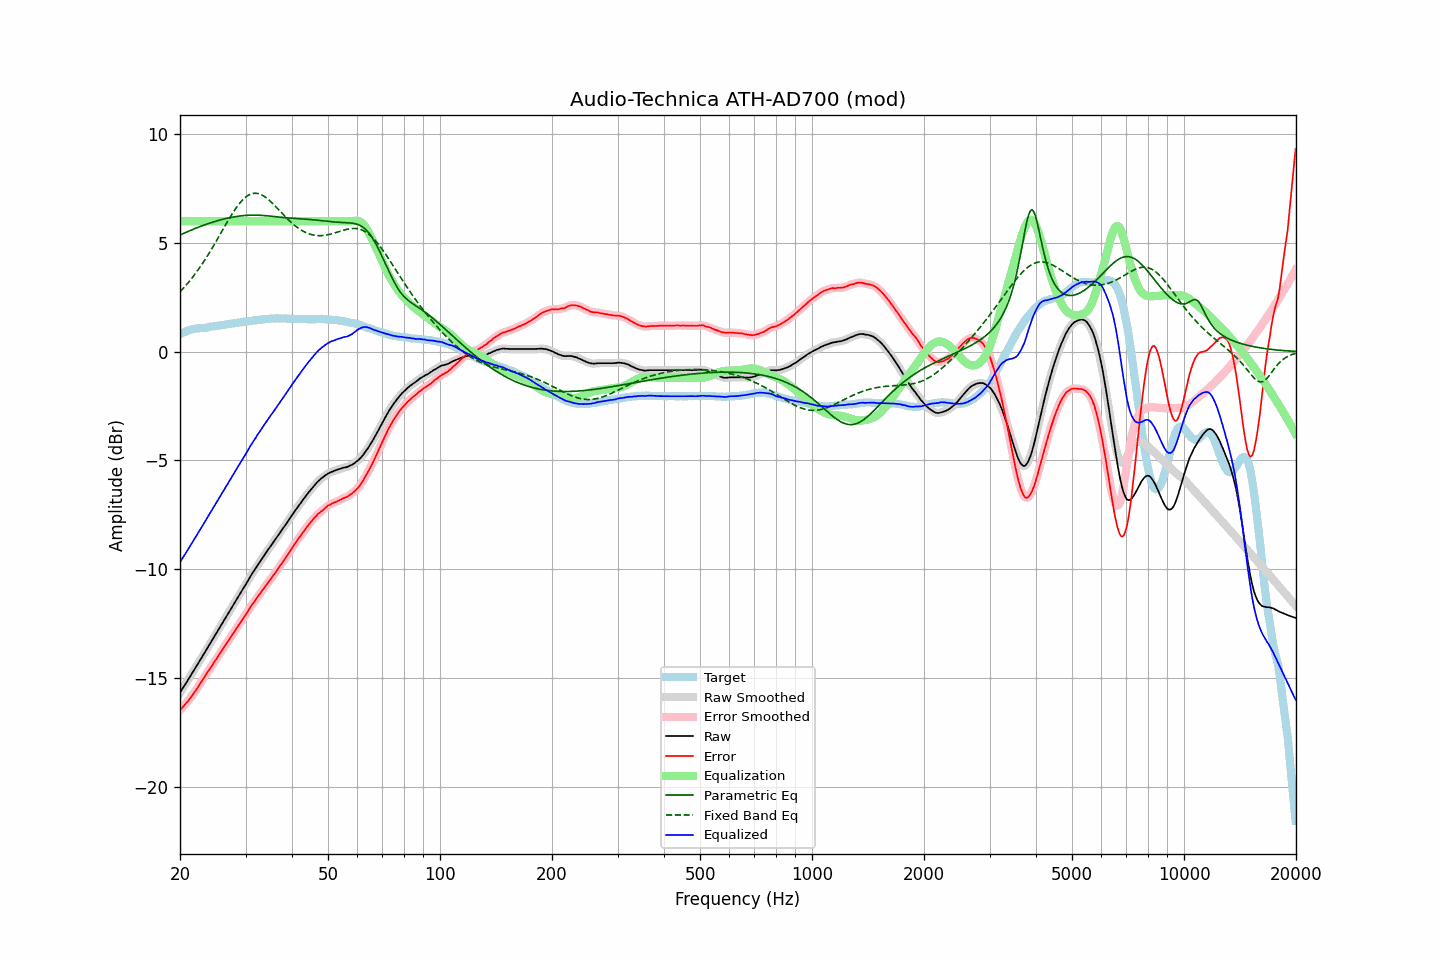 Audio-Technica ATH-AD700 (mod)
10
5
0
−5
−10
−15
−20
Amplitude (dBr)
20
50
100
200
500
1000
2000
5000
10000
20000
Frequency (Hz)
Target
Raw Smoothed
Error Smoothed
Raw
Error
Equalization
Parametric Eq
Fixed Band Eq
Equalized